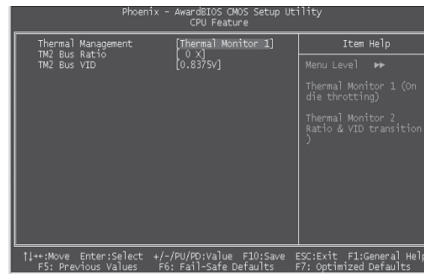 Phoenix - AwardBIOS CMOS Setup Utility
CPU Feature
Thermal Management [Thermal Monitor 1]
TM2 Bus Ratio [ 0 X]
TM2 Bus VID [0.8375V]
Item Help
Menu Level ▶▶
Thermal Monitor 1 (On
die throtting)
Thermal Monitor 2
Ratio & VID transition
)
↑↓↔:Move Enter:Select +/-/PU/PD:Value F10:Save ESC:Exit F1:General Help
F5: Previous Values F6: Fail-Safe Defaults F7: Optimized Defaults